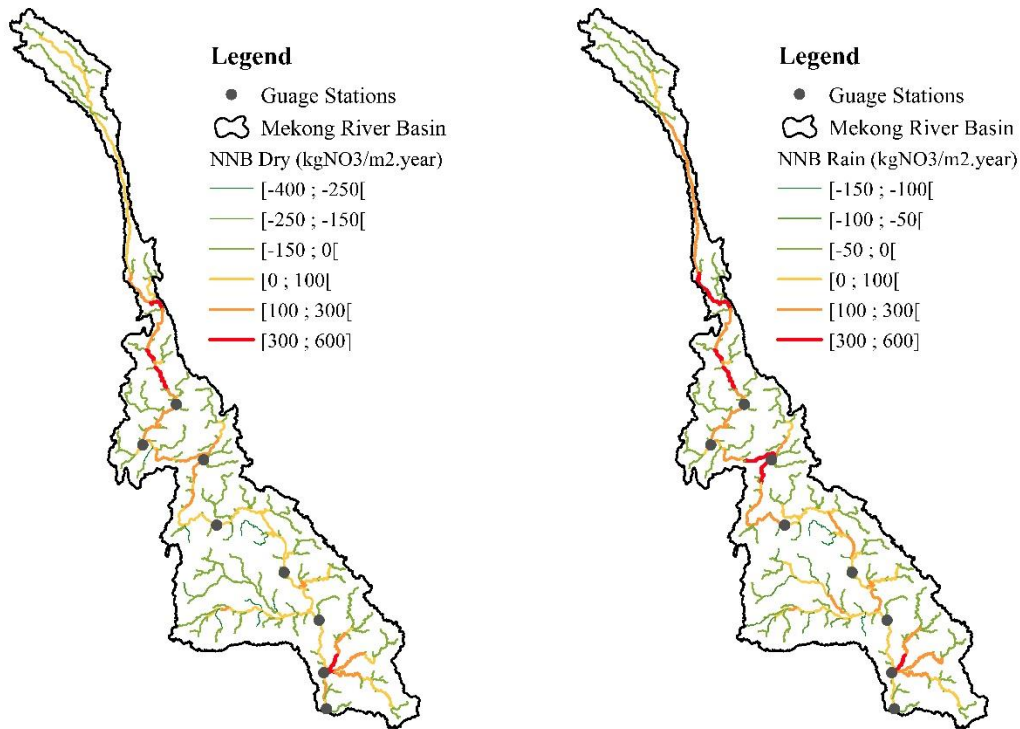 Legend
Guage Stations
Mekong River Basin
NNB Dry (kgNO3/m2.year)
[-400 ; -250[
[-250 ; -150[
[-150 ; 0[
[0 ; 100[
[100 ; 300[
[300 ; 600]
Legend
Guage Stations
Mekong River Basin
NNB Rain (kgNO3/m2.year)
[-150 ; -100[
[-100 ; -50[
[-50 ; 0[
[0 ; 100[
[100 ; 300[
[300 ; 600]